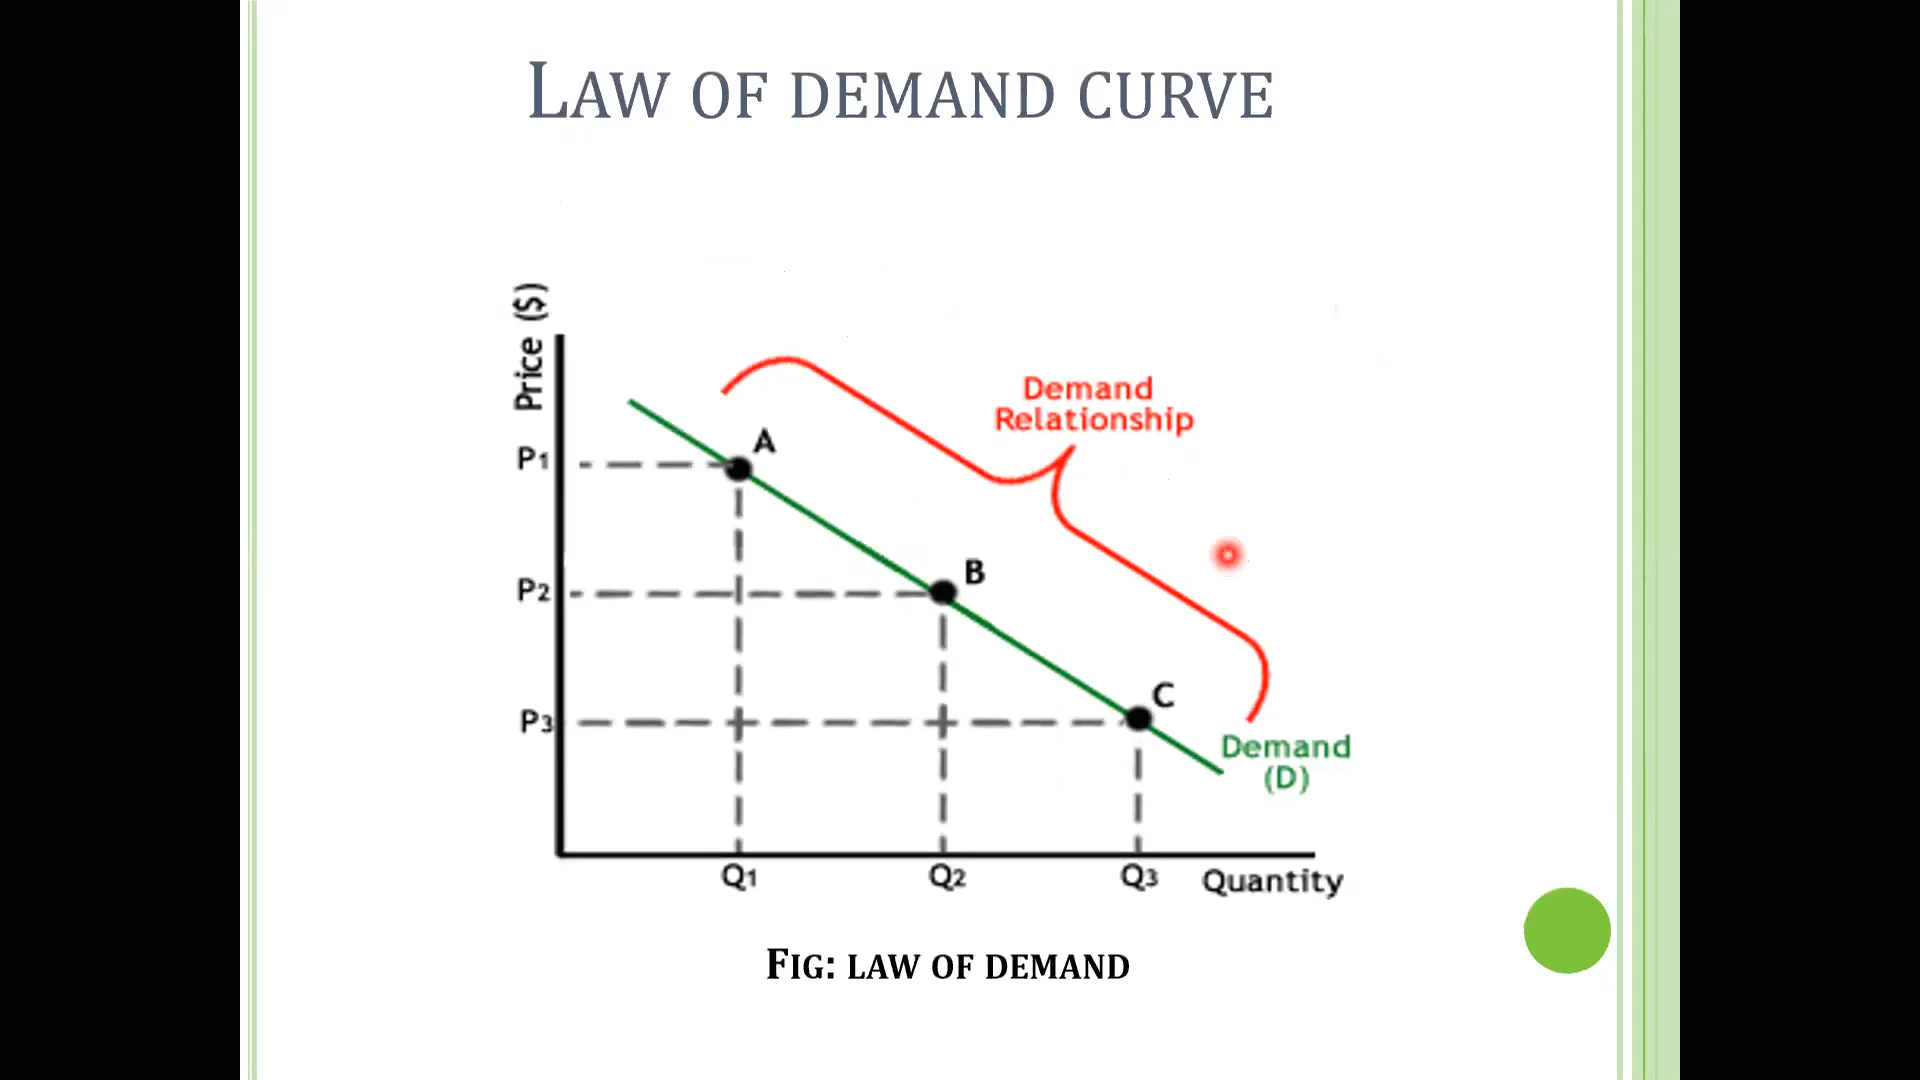 LAW OF DEMAND CURVE
Price ($)
Demand
Relationship
A
P1
B
P2
C
P3
Demand
(D)
Q1 Q2 Q3 Quantity
FIG: LAW OF DEMAND